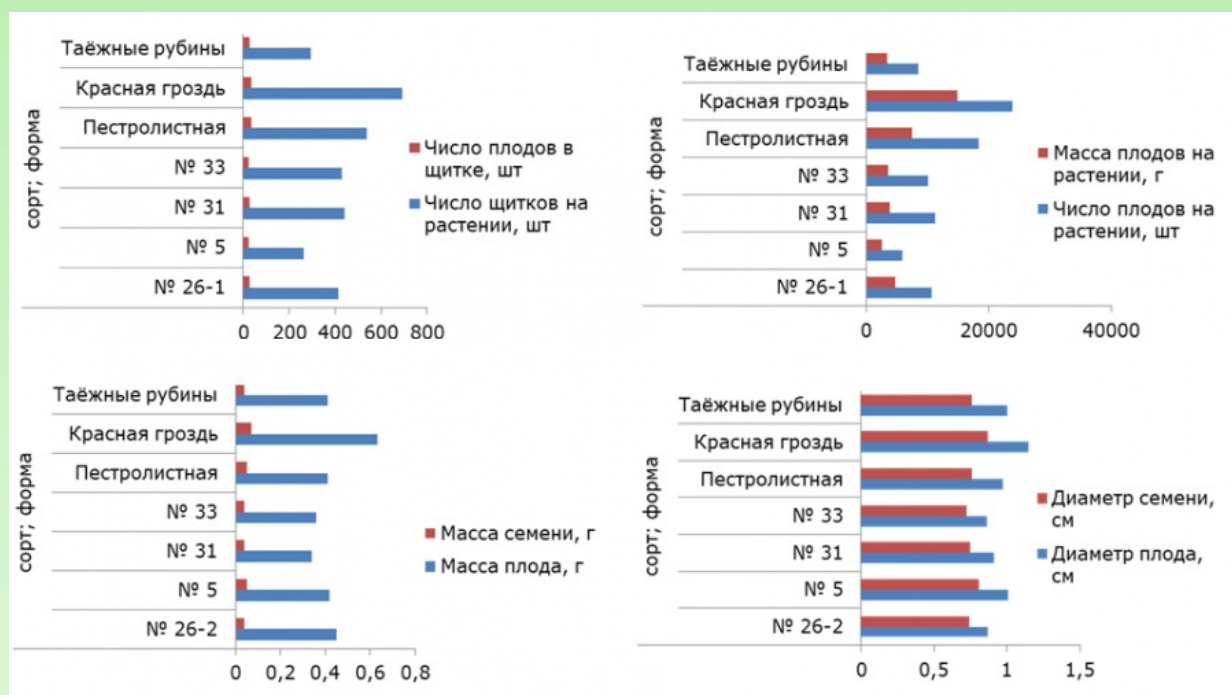 Таёжные рубины
Красная гроздь
Пестролистная
№ 33
№ 31
№ 5
№ 26-1
сорт; форма
0 200 400 600 800
Число плодов в
щитке, шт
Число щитков на
растении, шт
Таёжные рубины
Красная гроздь
Пестролистная
№ 33
№ 31
№ 5
№ 26-1
сорт; форма
0 20000 40000
Масса плодов на
растении, г
Число плодов на
растении, шт
Таёжные рубины
Красная гроздь
Пестролистная
№ 33
№ 31
№ 5
№ 26-2
сорт; форма
0 0,2 0,4 0,6 0,8
Масса семени, г
Масса плода, г
Таёжные рубины
Красная гроздь
Пестролистная
№ 33
№ 31
№ 5
№ 26-2
сорт; форма
0 0,5 1 1,5
Диаметр семени,
см
Диаметр плода,
см